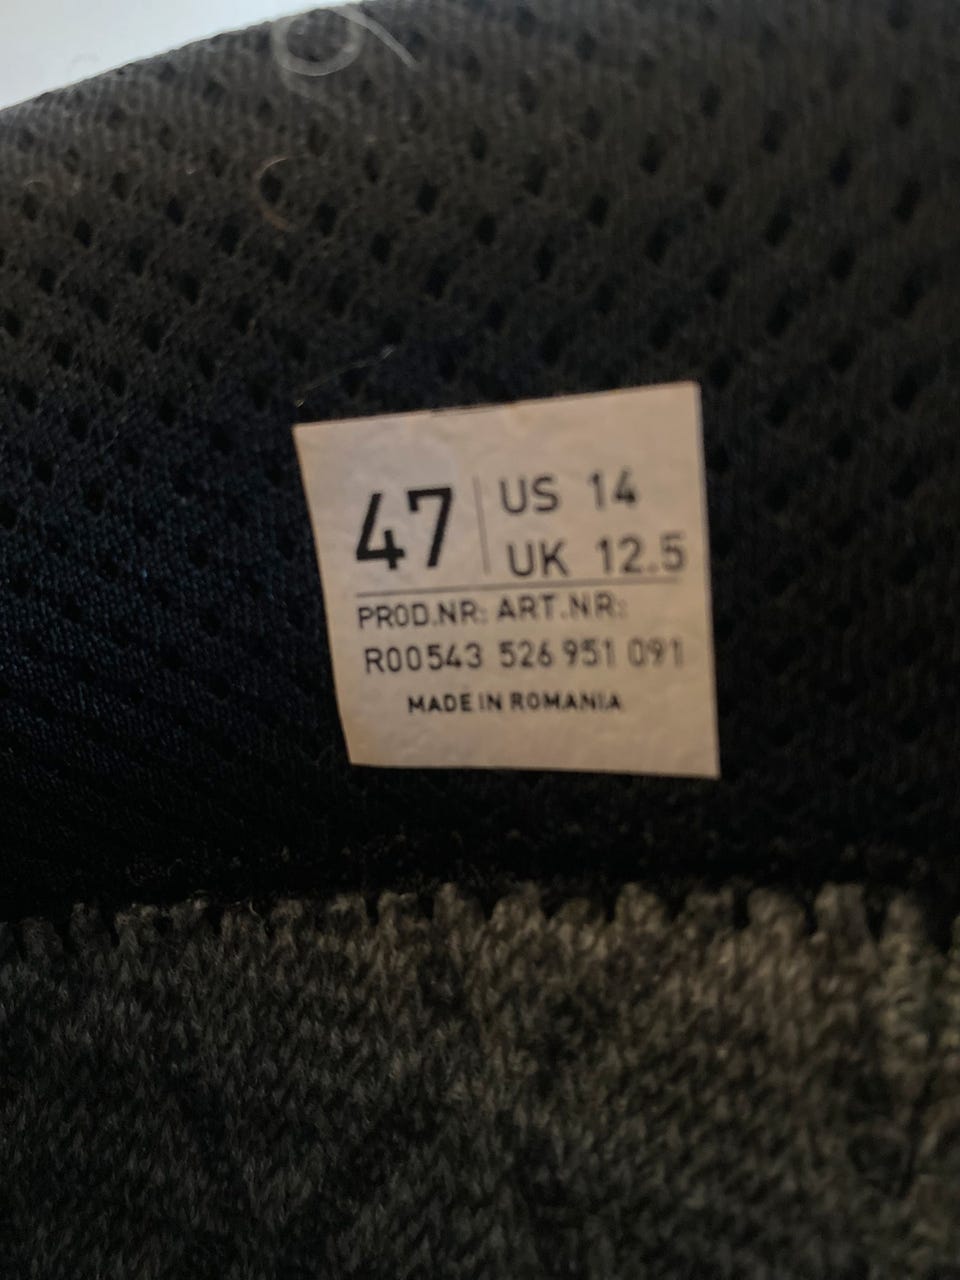 47 US 14
UK 12.5
PROD.NR: ART.NR:
R00543 526 951 091
MADE IN ROMANIA